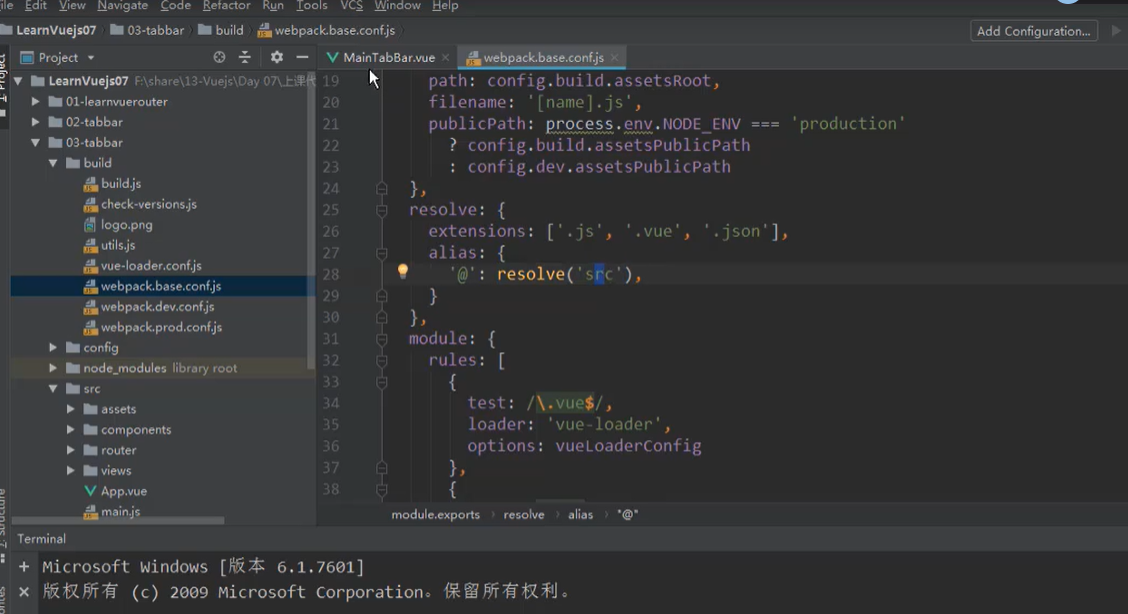 File Edit View Navigate Code Refactor Run Tools VCS Window Help
LearnVuejs07 03-tabbar build webpack.base.conf.js Add Configuration...
Project MainTabBar.vue webpack.base.conf.js
LearnVuejs07 F:\share\13-Vuejs\Day 07\上课代
01-learnvuerouter
02-tabbar
03-tabbar
build
build.js
check-versions.js
logo.png
utils.js
vue-loader.conf.js
webpack.base.conf.js
webpack.dev.conf.js
webpack.prod.conf.js
config
node_modules library root
src
assets
components
router
views
App.vue
main.js
19 path: config.build.assetsRoot,
20 filename: '[name].js',
21 publicPath: process.env.NODE_ENV === 'production'
22 ? config.build.assetsPublicPath
23 : config.dev.assetsPublicPath
24 },
25 resolve: {
26 extensions: ['.js', '.vue', '.json'],
27 alias: {
28 '@': resolve('src'),
29 }
30 },
31 module: {
32 rules: [
33 {
34 test: /\.vue$/,
35 loader: 'vue-loader',
36 options: vueLoaderConfig
37 },
38 {
module.exports resolve alias "@"
Terminal
Microsoft Windows [版本 6.1.7601]
版权所有 (c) 2009 Microsoft Corporation。保留所有权利。